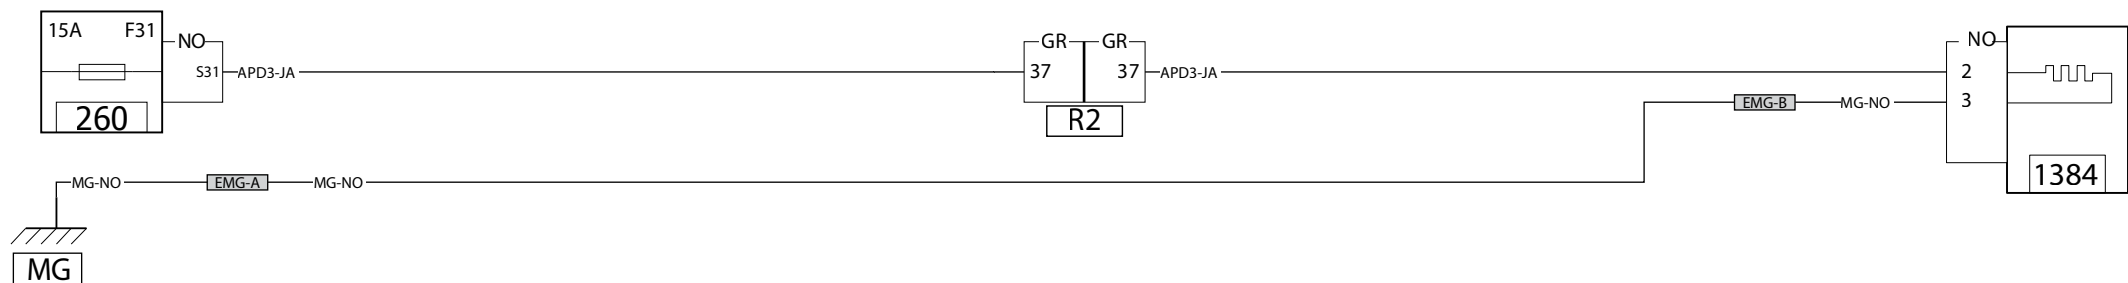 15A F31
NO
S31
APD3-JA
260
GR GR
37 37
R2
APD3-JA
NO
2
3
EMG-B
MG-NO
1384
MG-NO
EMG-A
MG-NO
MG